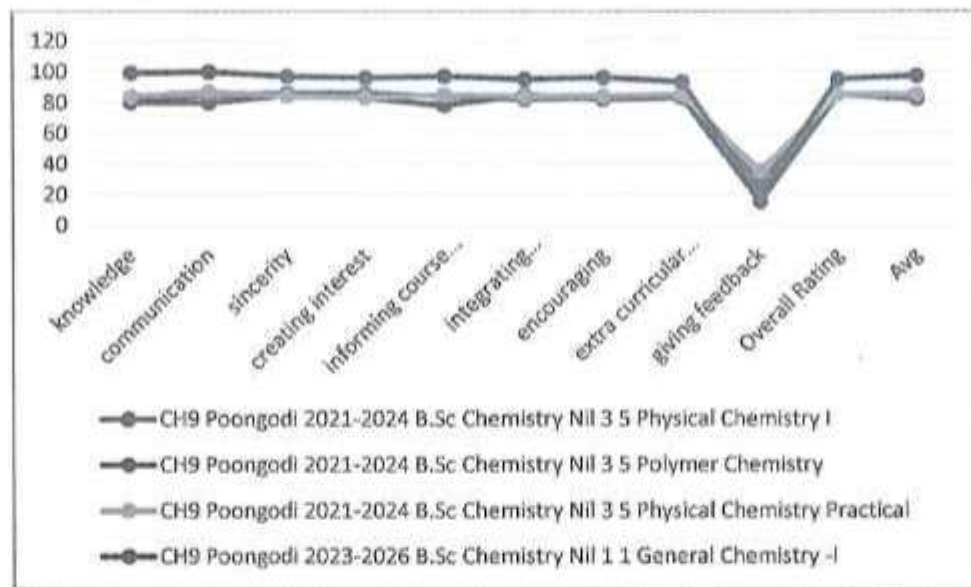 120
100
80
60
40
20
0
knowledge
communication
sincerity
creating interest
informing course...
integrating...
encouraging
extra curricular...
giving feedback
Overall Rating
Avg
CH9 Poongodi 2021-2024 B.Sc Chemistry Nil 3 5 Physical Chemistry I
CH9 Poongodi 2021-2024 B.Sc Chemistry Nil 3 5 Polymer Chemistry
CH9 Poongodi 2021-2024 B.Sc Chemistry Nil 3 5 Physical Chemistry Practical
CH9 Poongodi 2023-2026 B.Sc Chemistry Nil 1 1 General Chemistry -I